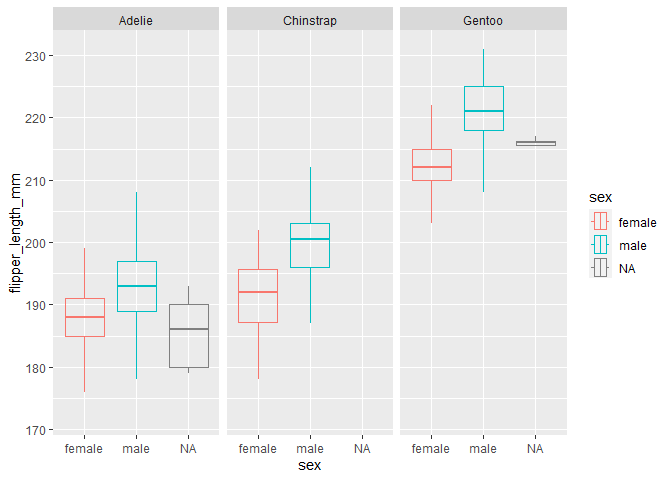 Adelie Chinstrap Gentoo
230
220
210
200
190
180
170
flipper_length_mm
female male NA female male NA female male NA
sex
sex
female
male
NA